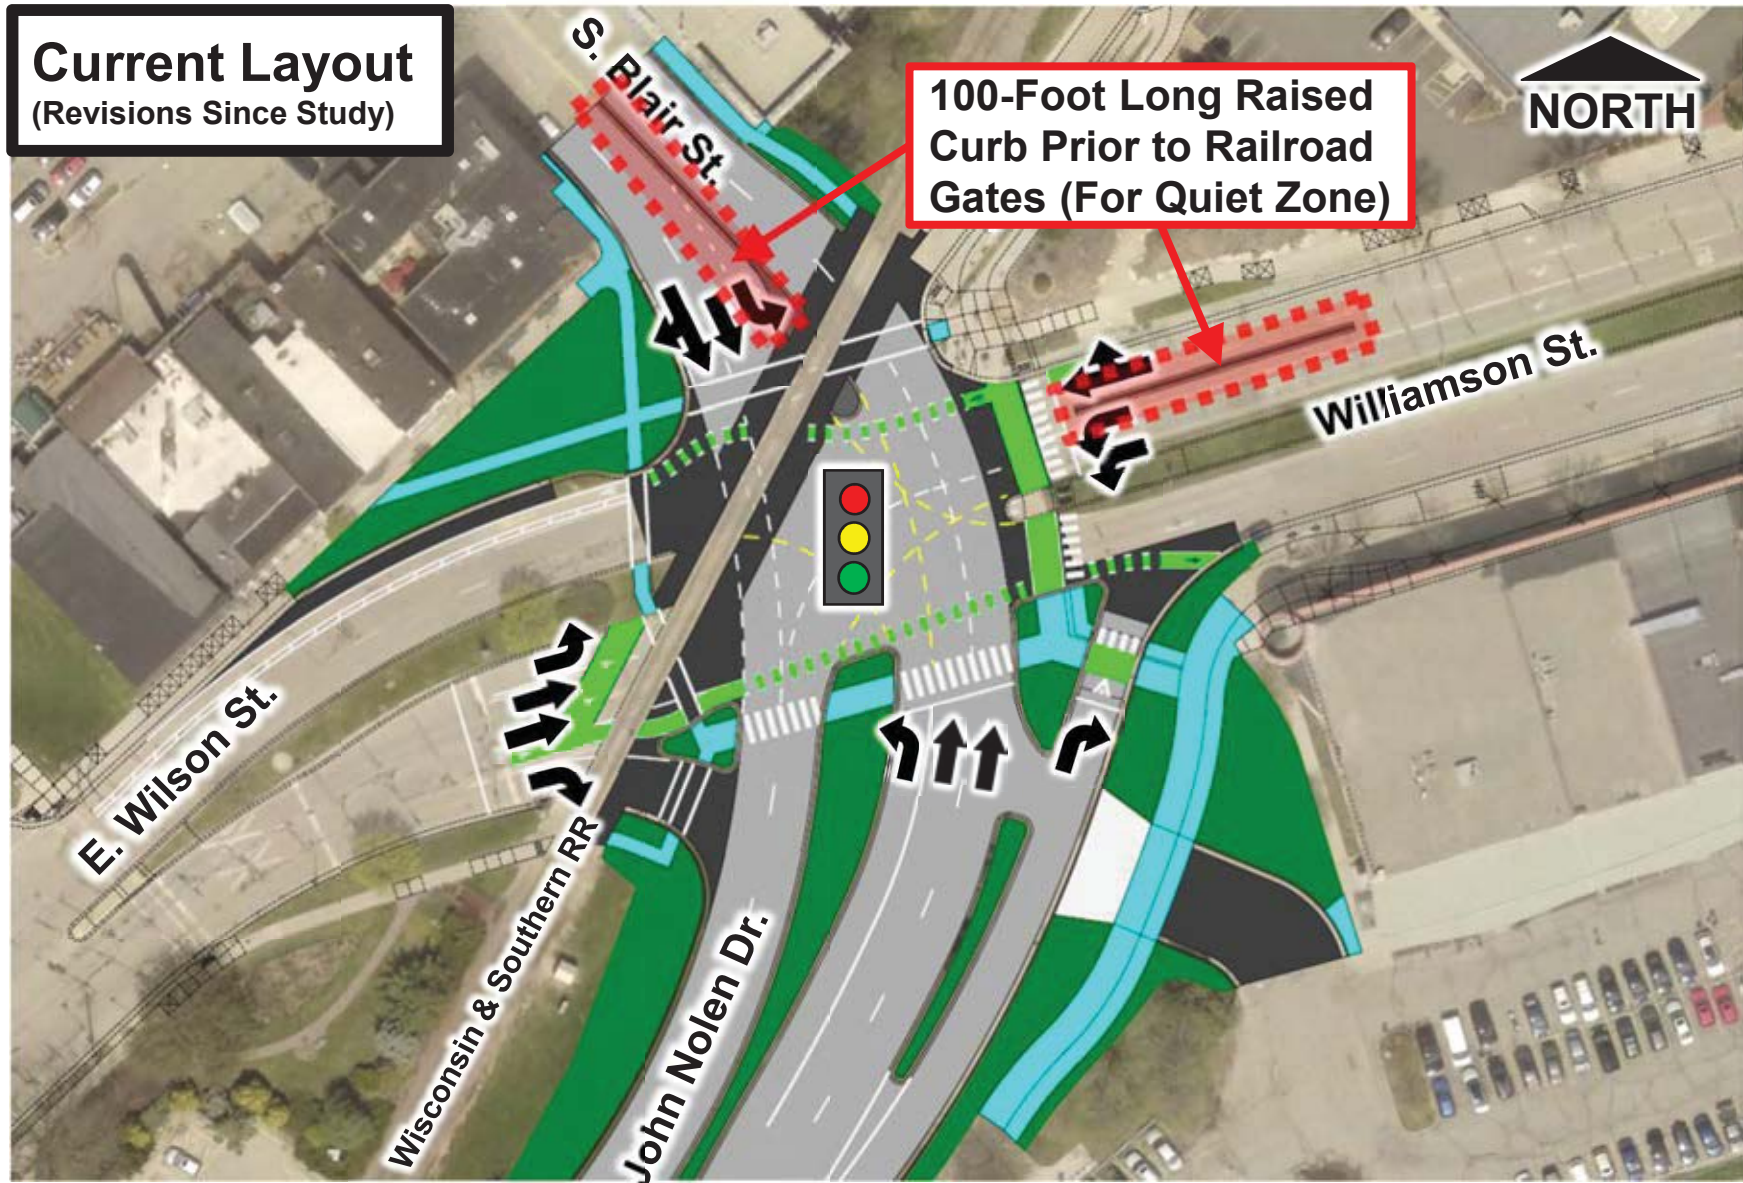 Current Layout
(Revisions Since Study)
S. Blair St.
100-Foot Long Raised
Curb Prior to Railroad
Gates (For Quiet Zone)
NORTH
Williamson St.
E. Wilson St.
Wisconsin & Southern RR
John Nolen Dr.